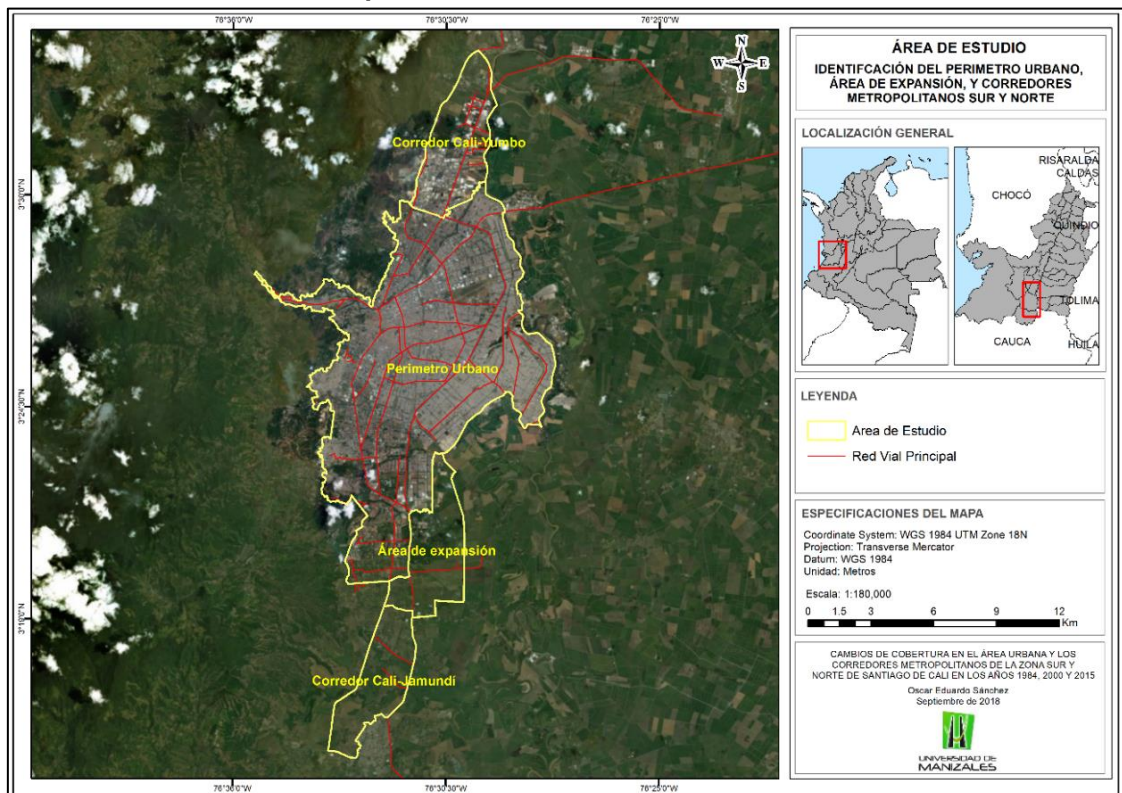 76°36'0"W
76°30'30"W
76°25'0"W
N
W E
S
Corredor Cali-Yumbo
Perimetro Urbano
Área de expansión
Corredor Cali-Jamundí
3°30'0"N
76°36'0"W
76°30'30"W
76°25'0"W
ÁREA DE ESTUDIO
IDENTIFCACIÓN DEL PERIMETRO URBANO,
ÁREA DE EXPANSIÓN, Y CORREDORES
METROPOLITANOS SUR Y NORTE
LOCALIZACIÓN GENERAL
RISARALDA
CALDAS
CHOCÓ
QUINDIO
TOLIMA
CAUCA
HUILA
LEYENDA
Area de Estudio
Red Vial Principal
ESPECIFICACIONES DEL MAPA
Coordinate System: WGS 1984 UTM Zone 18N
Projection: Transverse Mercator
Datum: WGS 1984
Unidad: Metros
Escala: 1:180,000
0 1.5 3 6 9 12
Km
CAMBIOS DE COBERTURA EN EL ÁREA URBANA Y LOS
CORREDORES METROPOLITANOS DE LA ZONA SUR Y
NORTE DE SANTIAGO DE CALI EN LOS AÑOS 1984, 2000 Y 2015
Oscar Eduardo Sánchez
Septiembre de 2018
UNIVERSIDAD DE
MANIZALES